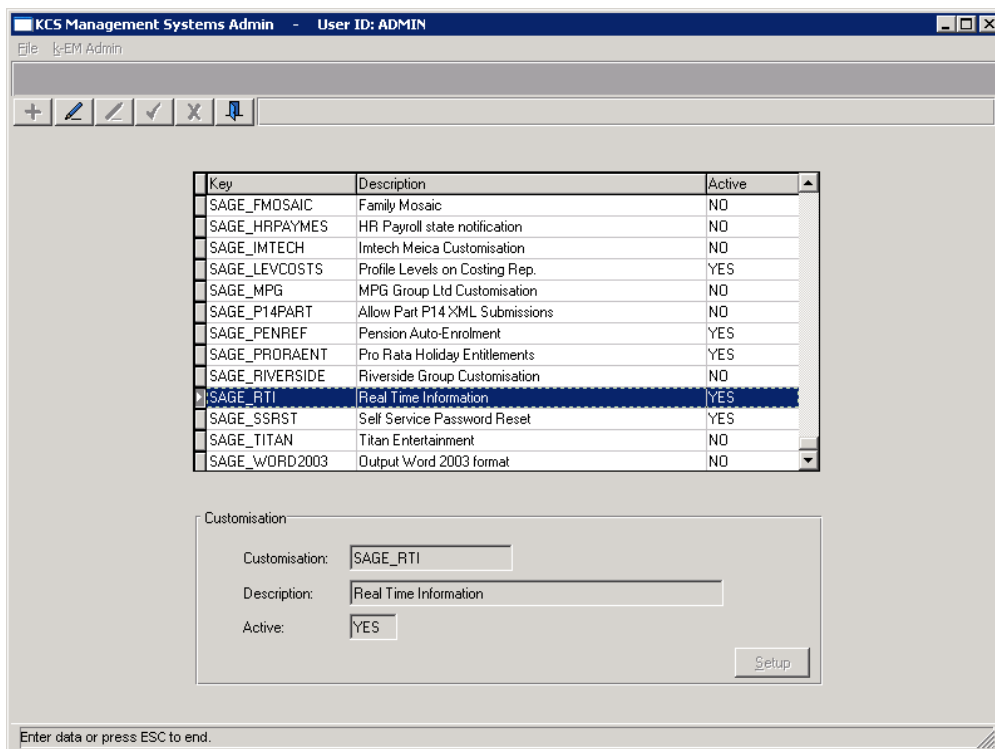 KCS Management Systems Admin - User ID: ADMIN
File k-EM Admin
Key Description Active
SAGE_FMOSAIC Family Mosaic NO
SAGE_HRPAYMES HR Payroll state notification NO
SAGE_IMTECH Imtech Meica Customisation NO
SAGE_LEVCOSTS Profile Levels on Costing Rep. YES
SAGE_MPG MPG Group Ltd Customisation NO
SAGE_P14PART Allow Part P14 XML Submissions NO
SAGE_PENREF Pension Auto-Enrolment YES
SAGE_PRORAENT Pro Rata Holiday Entitlements YES
SAGE_RIVERSIDE Riverside Group Customisation NO
SAGE_RTI Real Time Information YES
SAGE_SSRST Self Service Password Reset YES
SAGE_TITAN Titan Entertainment NO
SAGE_WORD2003 Output Word 2003 format NO
Customisation
Customisation: SAGE_RTI
Description: Real Time Information
Active: YES
Setup
Enter data or press ESC to end.